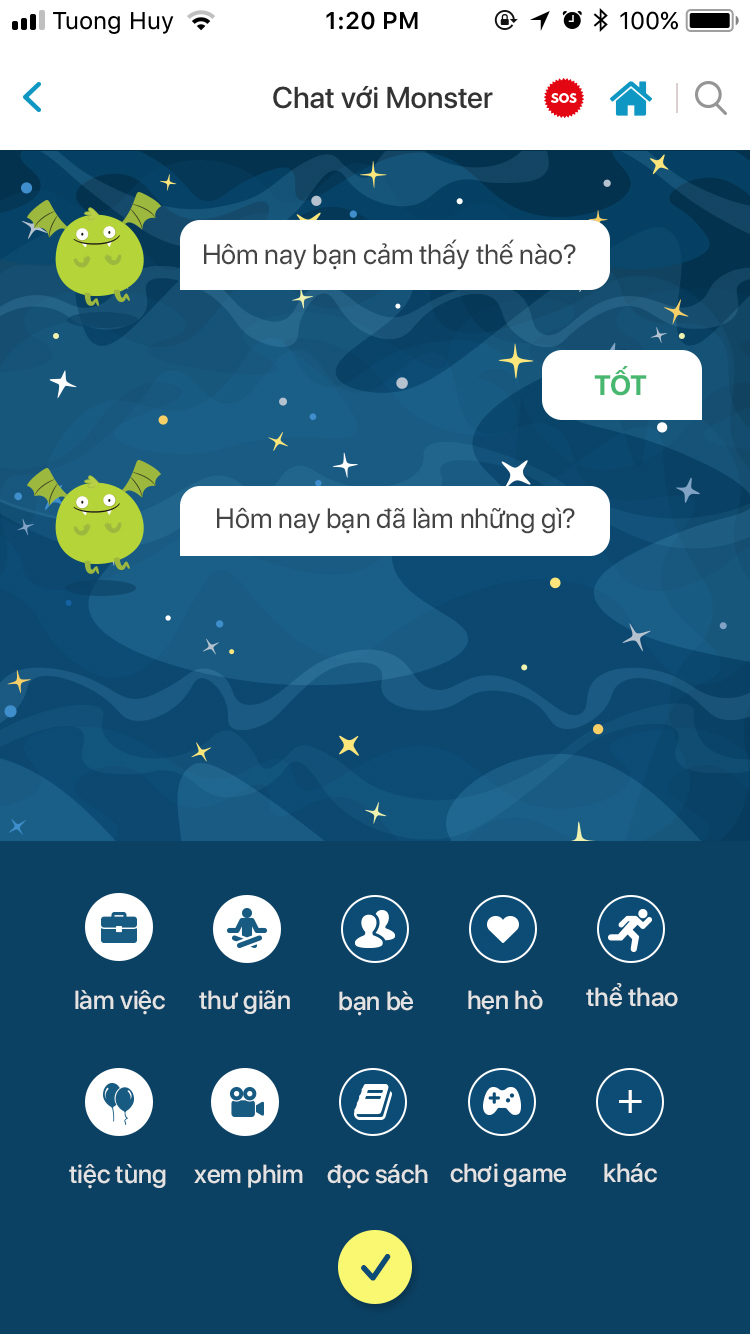 Tuong Huy 1:20 PM 100%
Chat với Monster SOS
Hôm nay bạn cảm thấy thế nào?
TỐT
Hôm nay bạn đã làm những gì?
làm việc thư giãn bạn bè hẹn hò thể thao
tiệc tùng xem phim đọc sách chơi game khác